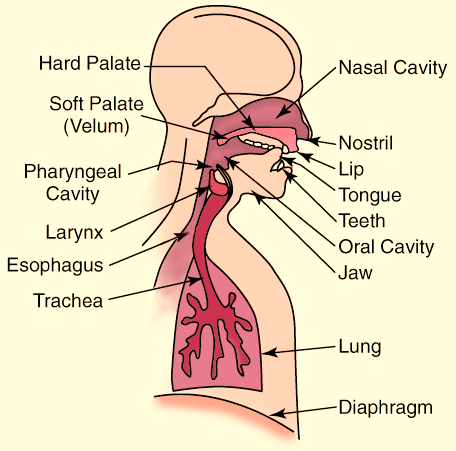 Hard Palate
Soft Palate
(Velum)
Pharyngeal
Cavity
Larynx
Esophagus
Trachea
Nasal Cavity
Nostril
Lip
Tongue
Teeth
Oral Cavity
Jaw
Lung
Diaphragm